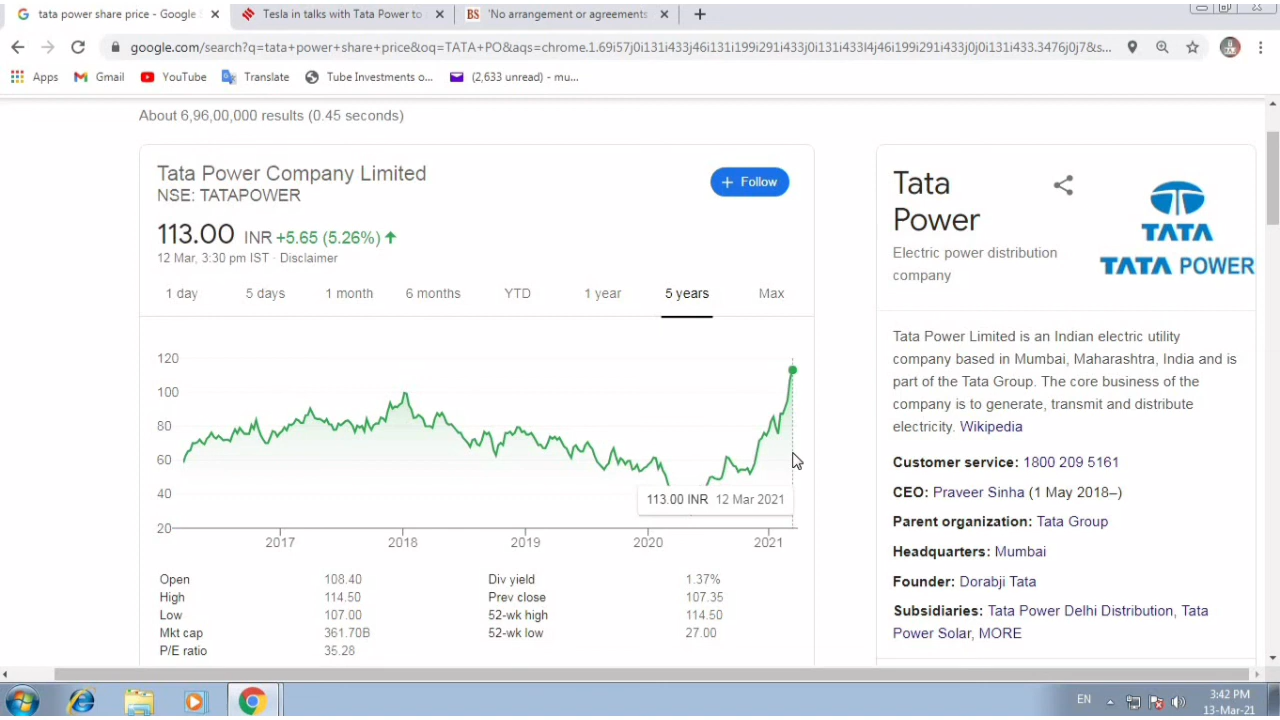 tata power share price - Google
Tesla in talks with Tata Power to
BS 'No arrangement or agreements
google.com/search?q=tata+power+share+price&oq=TATA+PO&aqs=chrome.1.69i57j0i131i433j46i131i199i291i433j0i131i433l4j46i199i291i433j0j0i131i433.3476j0j7&s...
Apps Gmail YouTube Translate Tube Investments o... (2,633 unread) - mu...
About 6,96,00,000 results (0.45 seconds)
Tata Power Company Limited
NSE: TATAPOWER
+ Follow
113.00 INR +5.65 (5.26%) ↑
12 Mar, 3:30 pm IST · Disclaimer
1 day 5 days 1 month 6 months YTD 1 year 5 years Max
120
100
80
60
40
20
113.00 INR 12 Mar 2021
2017 2018 2019 2020 2021
Open 108.40 Div yield 1.37%
High 114.50 Prev close 107.35
Low 107.00 52-wk high 114.50
Mkt cap 361.70B 52-wk low 27.00
P/E ratio 35.28
Tata
Power
Electric power distribution
company
TATA
TATA POWER
Tata Power Limited is an Indian electric utility
company based in Mumbai, Maharashtra, India and is
part of the Tata Group. The core business of the
company is to generate, transmit and distribute
electricity. Wikipedia
Customer service: 1800 209 5161
CEO: Praveer Sinha (1 May 2018–)
Parent organization: Tata Group
Headquarters: Mumbai
Founder: Dorabji Tata
Subsidiaries: Tata Power Delhi Distribution, Tata
Power Solar, MORE
EN
3:42 PM
13-Mar-21